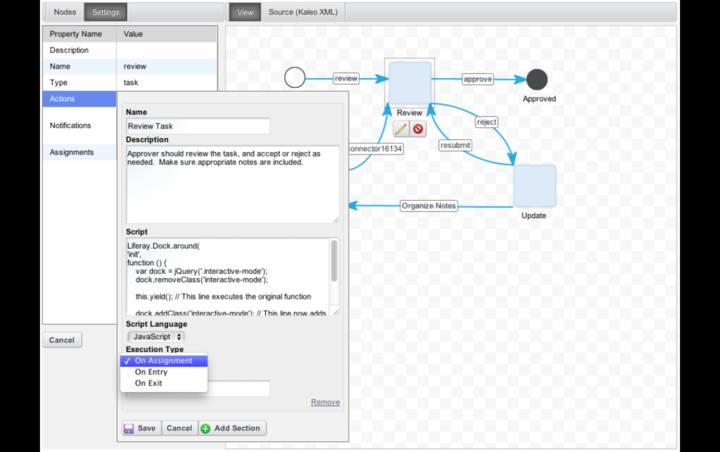 Nodes Settings View Source (Kaleo XML)
Property Name Value
Description
Name review
Type task
Actions
Notifications
Assignments
Cancel
Name
Review Task
Description
Approver should review the task, and accept or reject as
needed. Make sure appropriate notes are included.
Script
Liferay.Dock.around(
'init',
function () {
var dock = jQuery('.interactive-mode');
dock.removeClass('interactive-mode');
this.yield(); // This line executes the original function
dock.addClass('interactive-mode'); // This line now adds
Script Language
JavaScript
Execution Type
✓ On Assignment
On Entry
On Exit
Remove
Save Cancel Add Section
review
approve
Approved
Review
reject
resubmit
connector16134
Update
Organize Notes